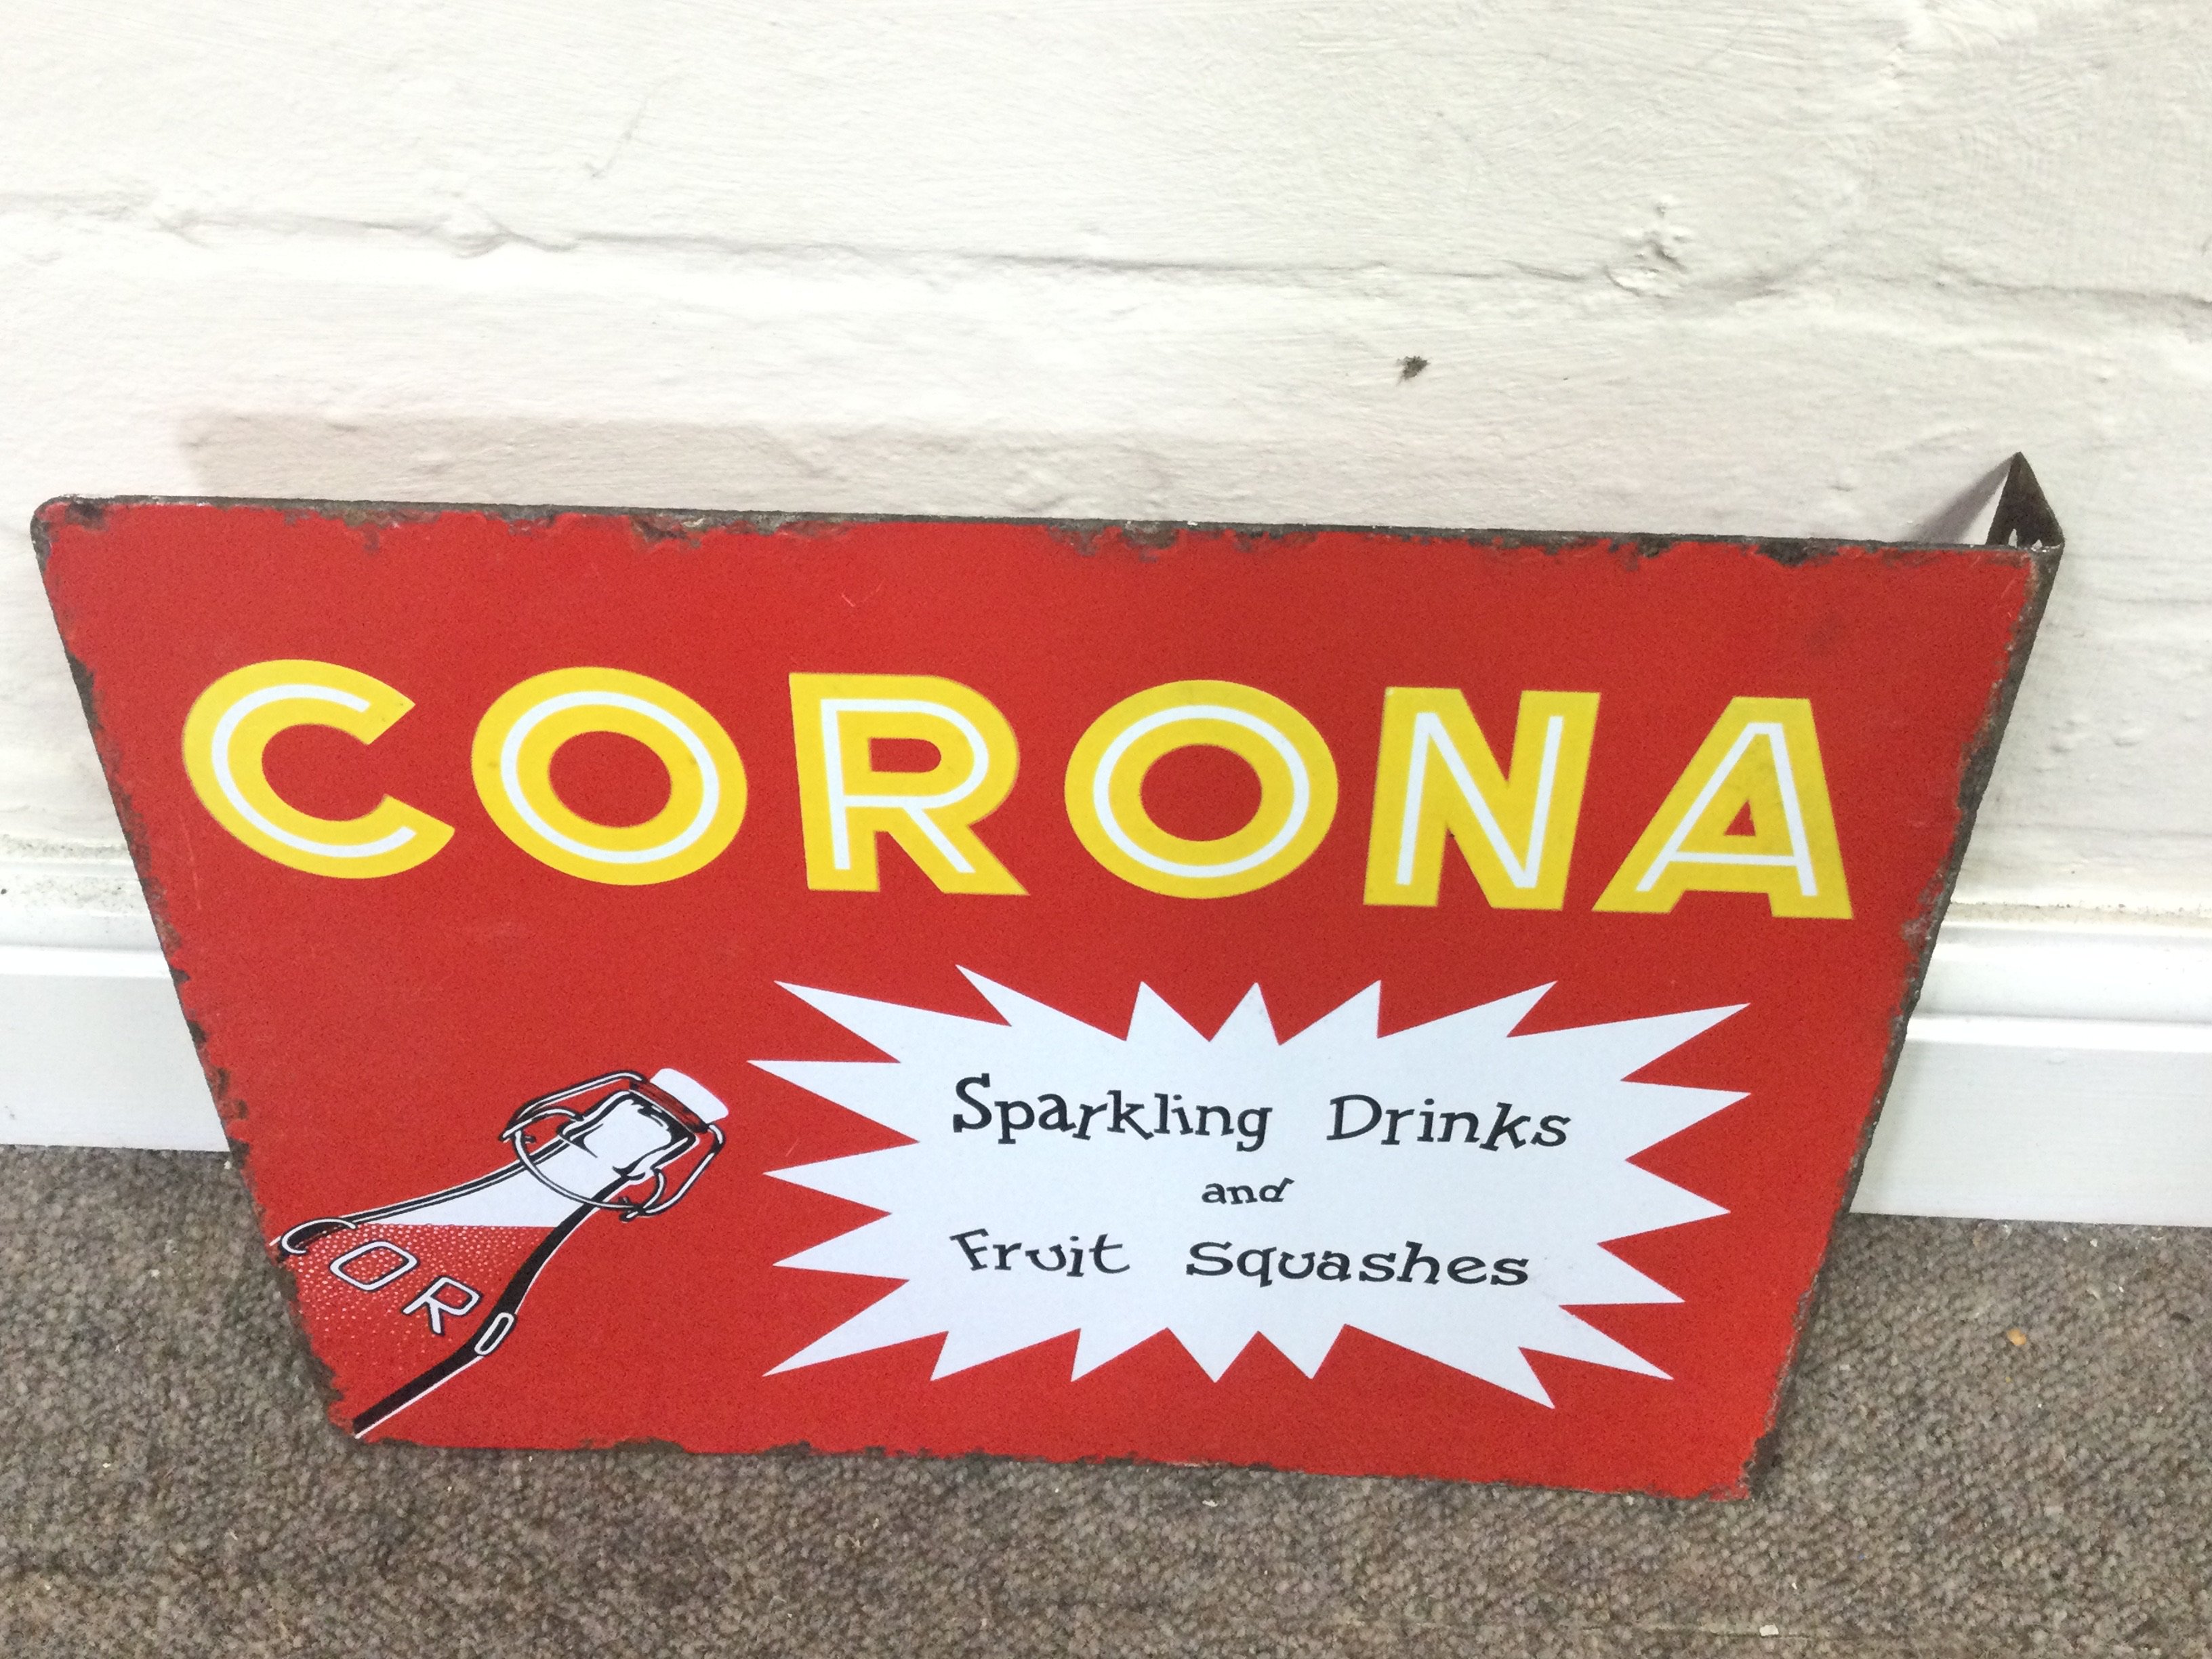 CORONA
Sparkling Drinks
and
Fruit Squashes
CORO